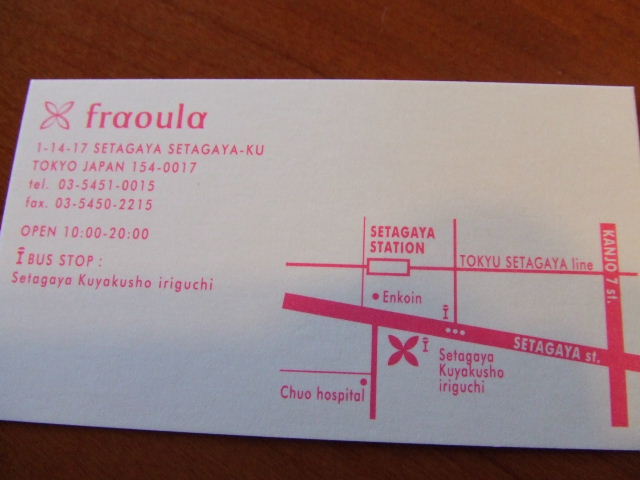 fraoula
1-14-17 SETAGAYA SETAGAYA-KU
TOKYO JAPAN 154-0017
tel. 03-5451-0015
fax. 03-5450-2215
OPEN 10:00-20:00
BUS STOP :
Setagaya Kuyakusho iriguchi
SETAGAYA
STATION
TOKYU SETAGAYA line
KANJO 7 st.
Enkoin
SETAGAYA st.
Setagaya
Kuyakusho
iriguchi
Chuo hospital